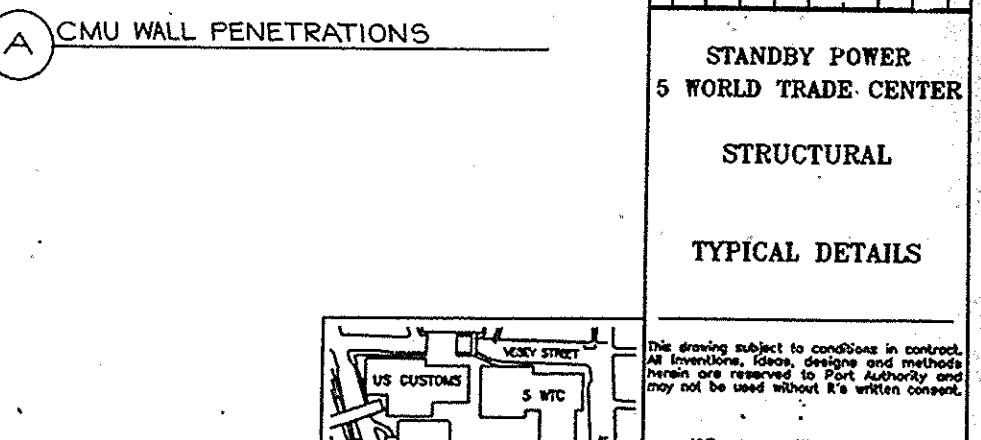 A
CMU WALL PENETRATIONS
STANDBY POWER
5 WORLD TRADE CENTER
STRUCTURAL
TYPICAL DETAILS
This drawing subject to conditions in contract.
All inventions, ideas, designs and methods
herein are reserved to Port Authority and
may not be used without it's written consent.
VESEY STREET
US CUSTOMS
5 WTC